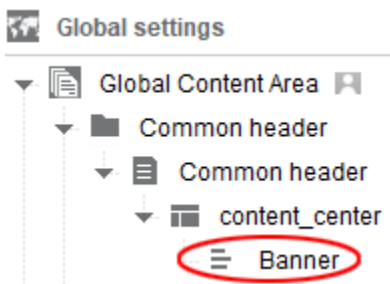 Global settings
Global Content Area
Common header
Common header
content_center
Banner